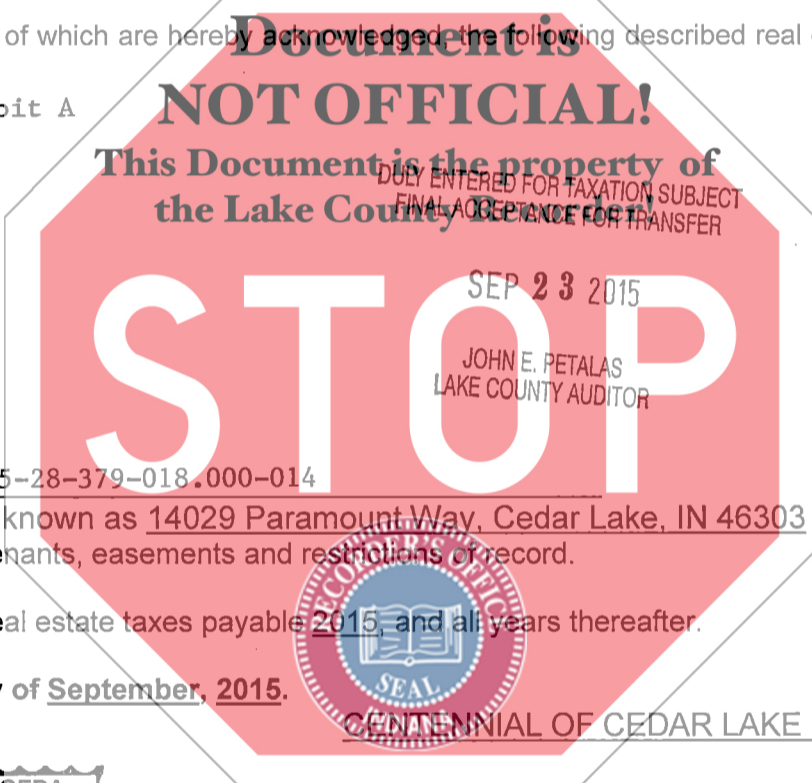 of which are hereby acknowledged, the following described real
Document is
NOT OFFICIAL!
bit A
This Document is the property of
the Lake County Recorder!
DULY ENTERED FOR TAXATION SUBJECT
FINAL ACCEPTANCE FOR TRANSFER
SEP 23 2015
STOP
JOHN E. PETALAS
LAKE COUNTY AUDITOR
5-28-379-018.000-014
known as 14029 Paramount Way, Cedar Lake, IN 46303
enants, easements and restrictions of record.
RECORDER'S OFFICE
eal estate taxes payable 2015, and all years thereafter.
SEAL
INDIANA
of September, 2015.
CENTENNIAL OF CEDAR LAKE